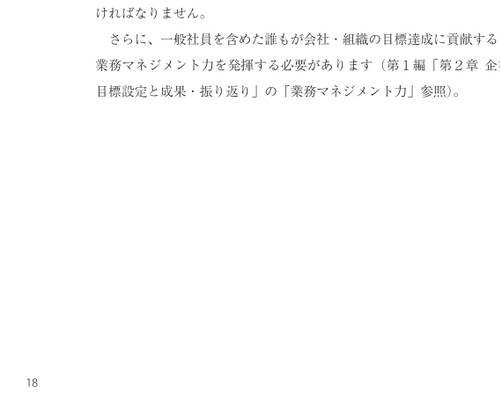 ければなりません。
さらに、一般社員を含めた誰もが会社・組織の目標達成に貢献する
業務マネジメント力を発揮する必要があります（第１編「第２章 企
目標設定と成果・振り返り」の「業務マネジメント力」参照）。
18